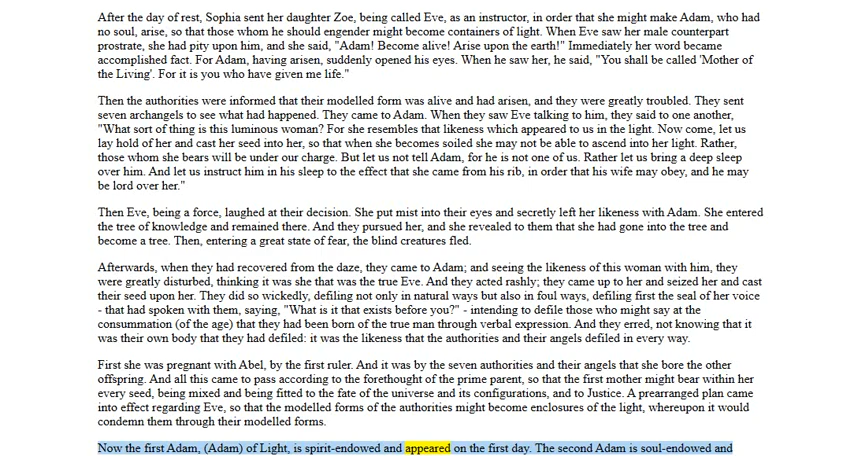 After the day of rest, Sophia sent her daughter Zoe, being called Eve, as an instructor, in order that she might make Adam, who had
no soul, arise, so that those whom he should engender might become containers of light. When Eve saw her male counterpart
prostrate, she had pity upon him, and she said, "Adam! Become alive! Arise upon the earth!" Immediately her word became
accomplished fact. For Adam, having arisen, suddenly opened his eyes. When he saw her, he said, "You shall be called 'Mother of
the Living'. For it is you who have given me life."
Then the authorities were informed that their modelled form was alive and had arisen, and they were greatly troubled. They sent
seven archangels to see what had happened. They came to Adam. When they saw Eve talking to him, they said to one another,
"What sort of thing is this luminous woman? For she resembles that likeness which appeared to us in the light. Now come, let us
lay hold of her and cast her seed into her, so that when she becomes soiled she may not be able to ascend into her light. Rather,
those whom she bears will be under our charge. But let us not tell Adam, for he is not one of us. Rather let us bring a deep sleep
over him. And let us instruct him in his sleep to the effect that she came from his rib, in order that his wife may obey, and he may
be lord over her."
Then Eve, being a force, laughed at their decision. She put mist into their eyes and secretly left her likeness with Adam. She entered
the tree of knowledge and remained there. And they pursued her, and she revealed to them that she had gone into the tree and
become a tree. Then, entering a great state of fear, the blind creatures fled.
Afterwards, when they had recovered from the daze, they came to Adam; and seeing the likeness of this woman with him, they
were greatly disturbed, thinking it was she that was the true Eve. And they acted rashly; they came up to her and seized her and cast
their seed upon her. They did so wickedly, defiling not only in natural ways but also in foul ways, defiling first the seal of her voice
- that had spoken with them, saying, "What is it that exists before you?" - intending to defile those who might say at the
consummation (of the age) that they had been born of the true man through verbal expression. And they erred, not knowing that it
was their own body that they had defiled: it was the likeness that the authorities and their angels defiled in every way.
First she was pregnant with Abel, by the first ruler. And it was by the seven authorities and their angels that she bore the other
offspring. And all this came to pass according to the forethought of the prime parent, so that the first mother might bear within her
every seed, being mixed and being fitted to the fate of the universe and its configurations, and to Justice. A prearranged plan came
into effect regarding Eve, so that the modelled forms of the authorities might become enclosures of the light, whereupon it would
condemn them through their modelled forms.
Now the first Adam, (Adam) of Light, is spirit-endowed and appeared on the first day. The second Adam is soul-endowed and